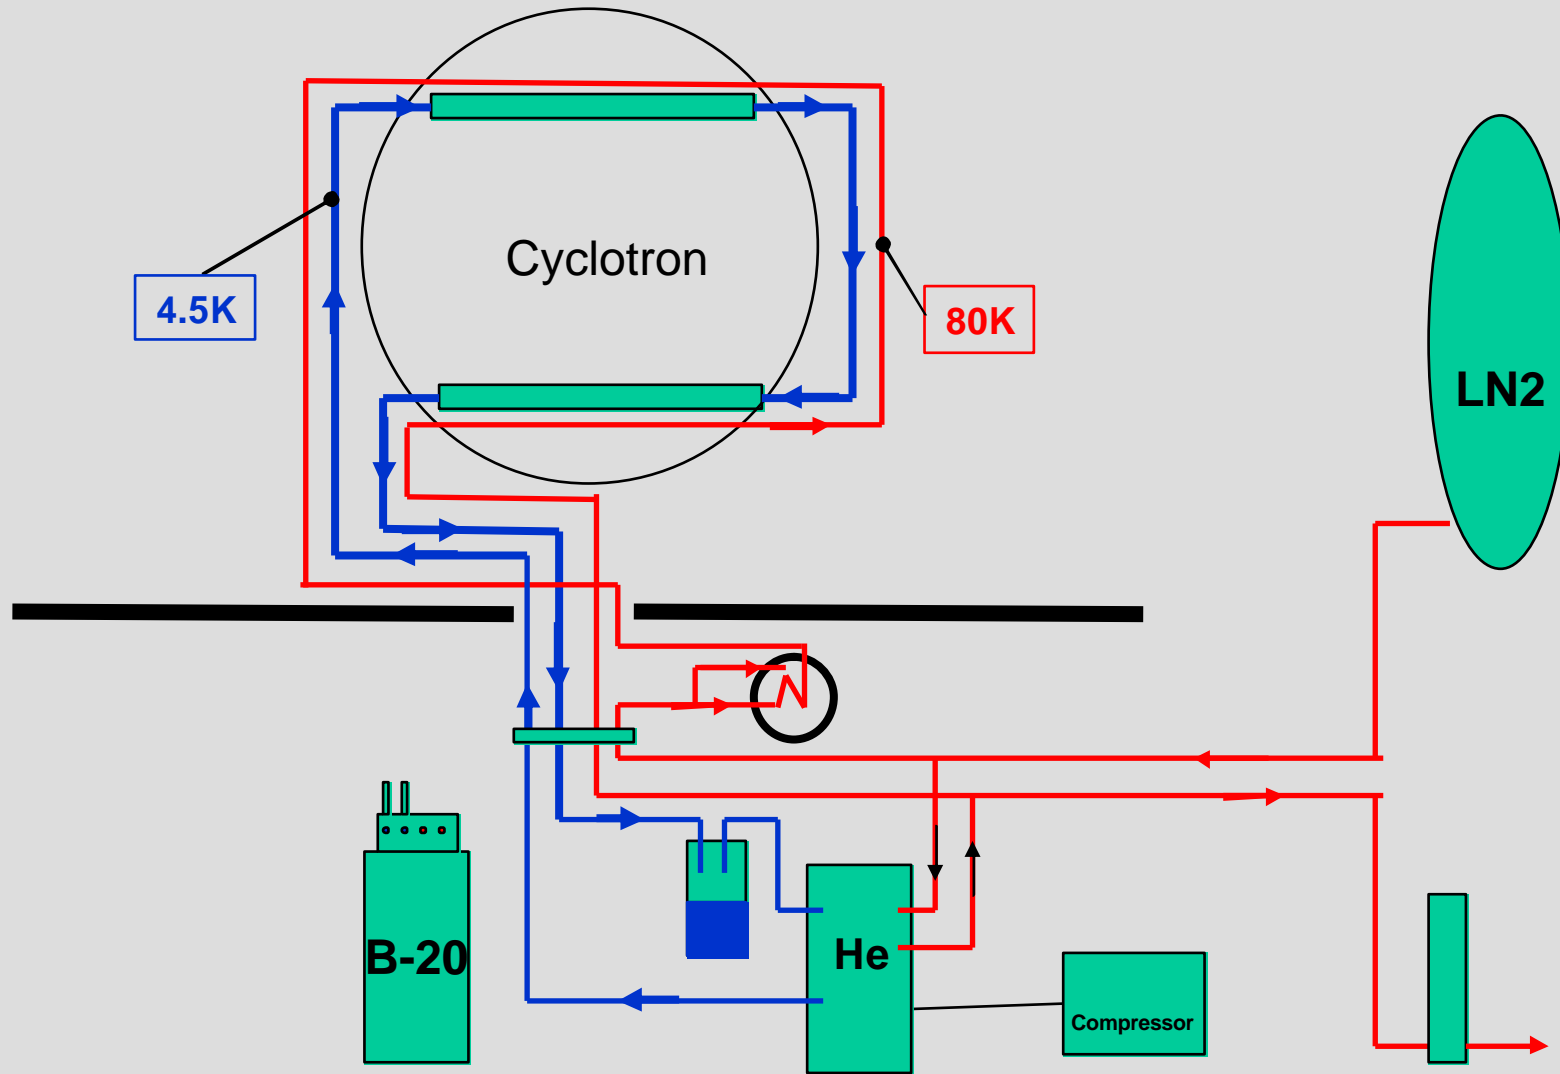 Cyclotron
4.5K
80K
LN2
B-20
He
Compressor